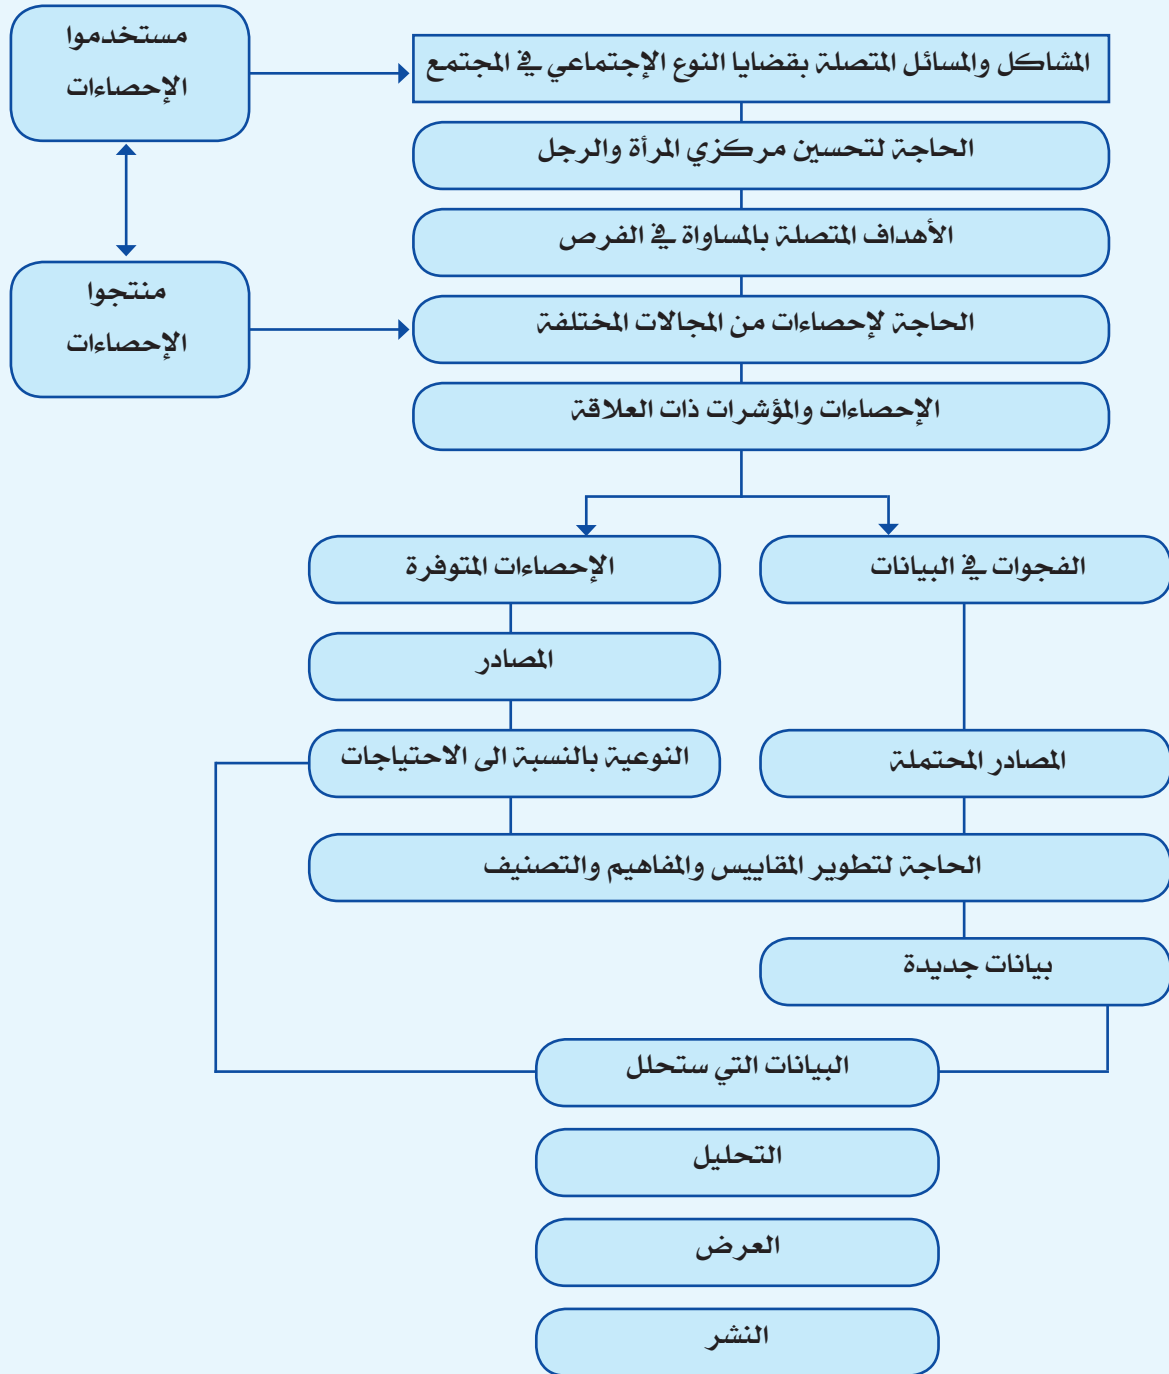 مستخدموا
الإحصاءات
المشاكل والمسائل المتصلة بقضايا النوع الإجتماعي في المجتمع
الحاجة لتحسين مركزي المرأة والرجل
الأهداف المتصلة بالمساواة في الفرص
منتجوا
الإحصاءات
الحاجة لإحصاءات من المجالات المختلفة
الإحصاءات والمؤشرات ذات العلاقة
الفجوات في البيانات
الإحصاءات المتوفرة
المصادر
المصادر المحتملة
النوعية بالنسبة الى الاحتياجات
الحاجة لتطوير المقاييس والمفاهيم والتصنيف
بيانات جديدة
البيانات التي ستحلل
التحليل
العرض
النشر